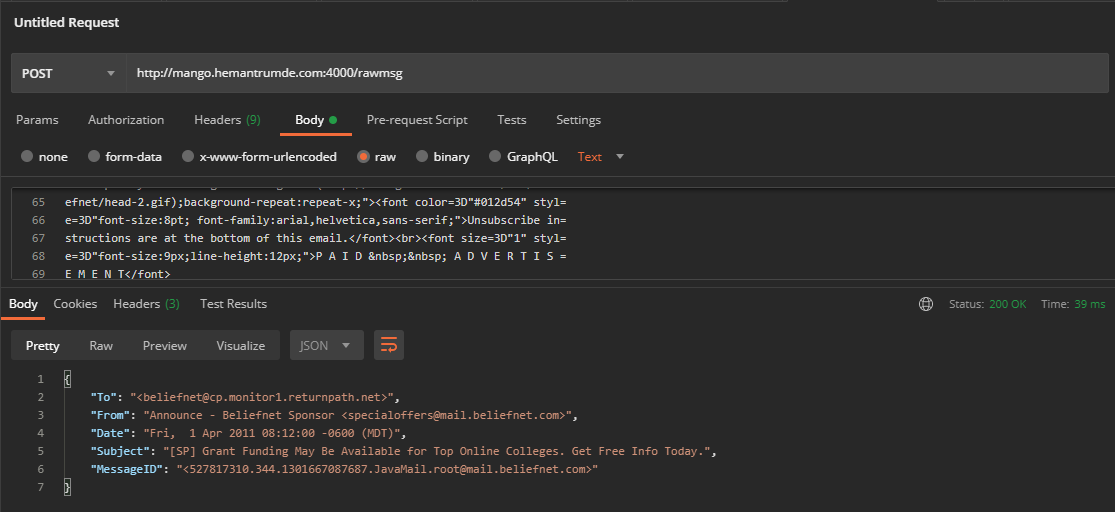 Untitled Request
POST http://mango.hemantrumde.com:4000/rawmsg
Params Authorization Headers (9) Body Pre-request Script Tests Settings
none form-data x-www-form-urlencoded raw binary GraphQL Text
65 efnet/head-2.gif);background-repeat:repeat-x;"><font color=3D"#012d54" styl=
66 e=3D"font-size:8pt; font-family:arial,helvetica,sans-serif;">Unsubscribe in=
67 structions are at the bottom of this email.</font><br><font size=3D"1" styl=
68 e=3D"font-size:9px;line-height:12px;">P A I D &nbsp;&nbsp; A D V E R T I S =
69 E M E N T</font>
Body Cookies Headers (3) Test Results Status: 200 OK Time: 39 ms
Pretty Raw Preview Visualize JSON
1 {
2 "To": "<beliefnet@cp.monitor1.returnpath.net>",
3 "From": "Announce - Beliefnet Sponsor <specialoffers@mail.beliefnet.com>",
4 "Date": "Fri,  1 Apr 2011 08:12:00 -0600 (MDT)",
5 "Subject": "[SP] Grant Funding May Be Available for Top Online Colleges. Get Free Info Today.",
6 "MessageID": "<527817310.344.1301667087687.JavaMail.root@mail.beliefnet.com>"
7 }